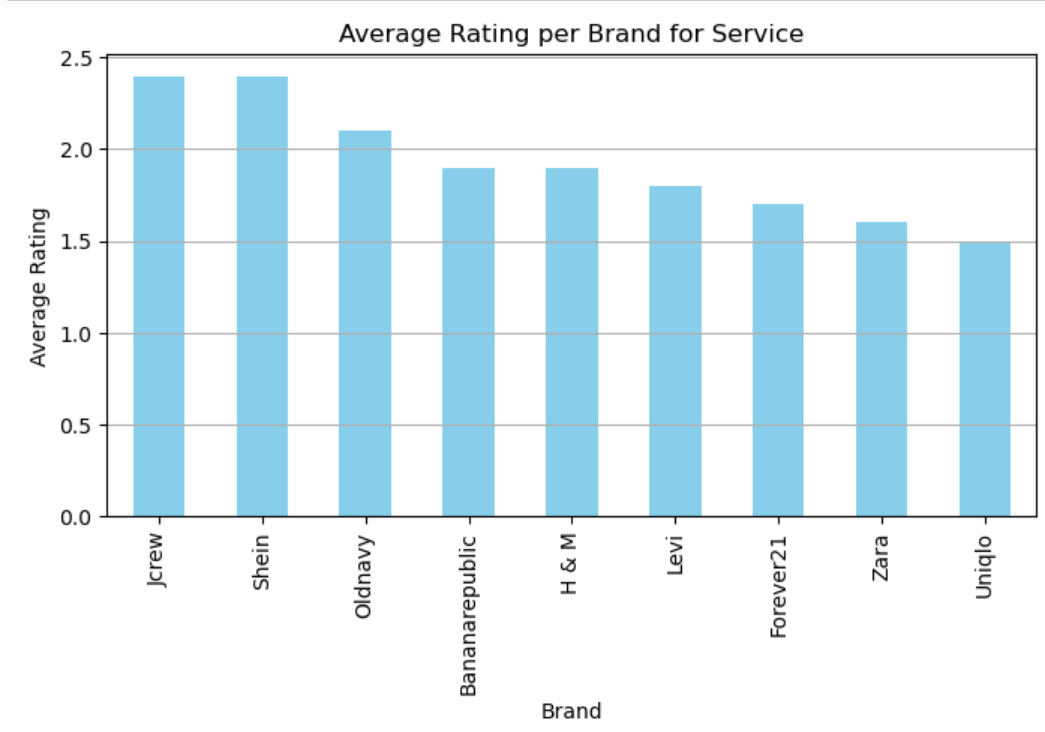 Average Rating per Brand for Service
2.5
2.0
1.5
1.0
0.5
0.0
Average Rating
Jcrew
Shein
Oldnavy
Bananarepublic
H & M
Levi
Forever21
Zara
Uniqlo
Brand